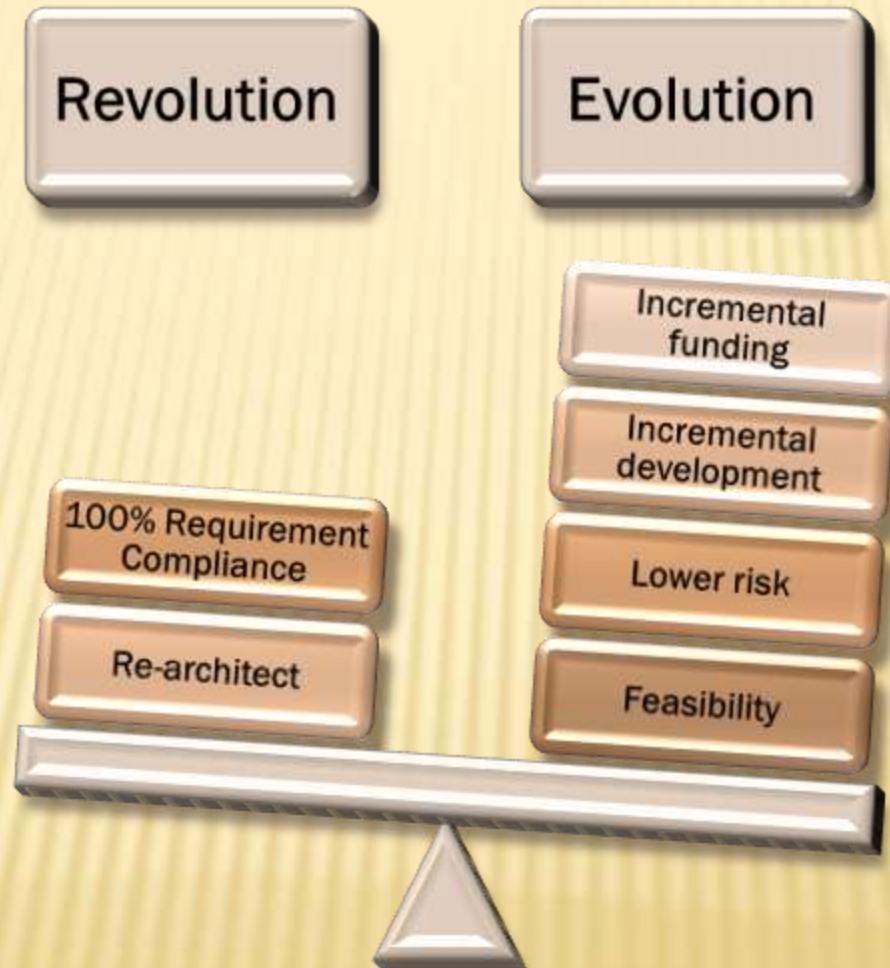 Revolution
Evolution
100% Requirement
Compliance
Re-architect
Incremental
funding
Incremental
development
Lower risk
Feasibility